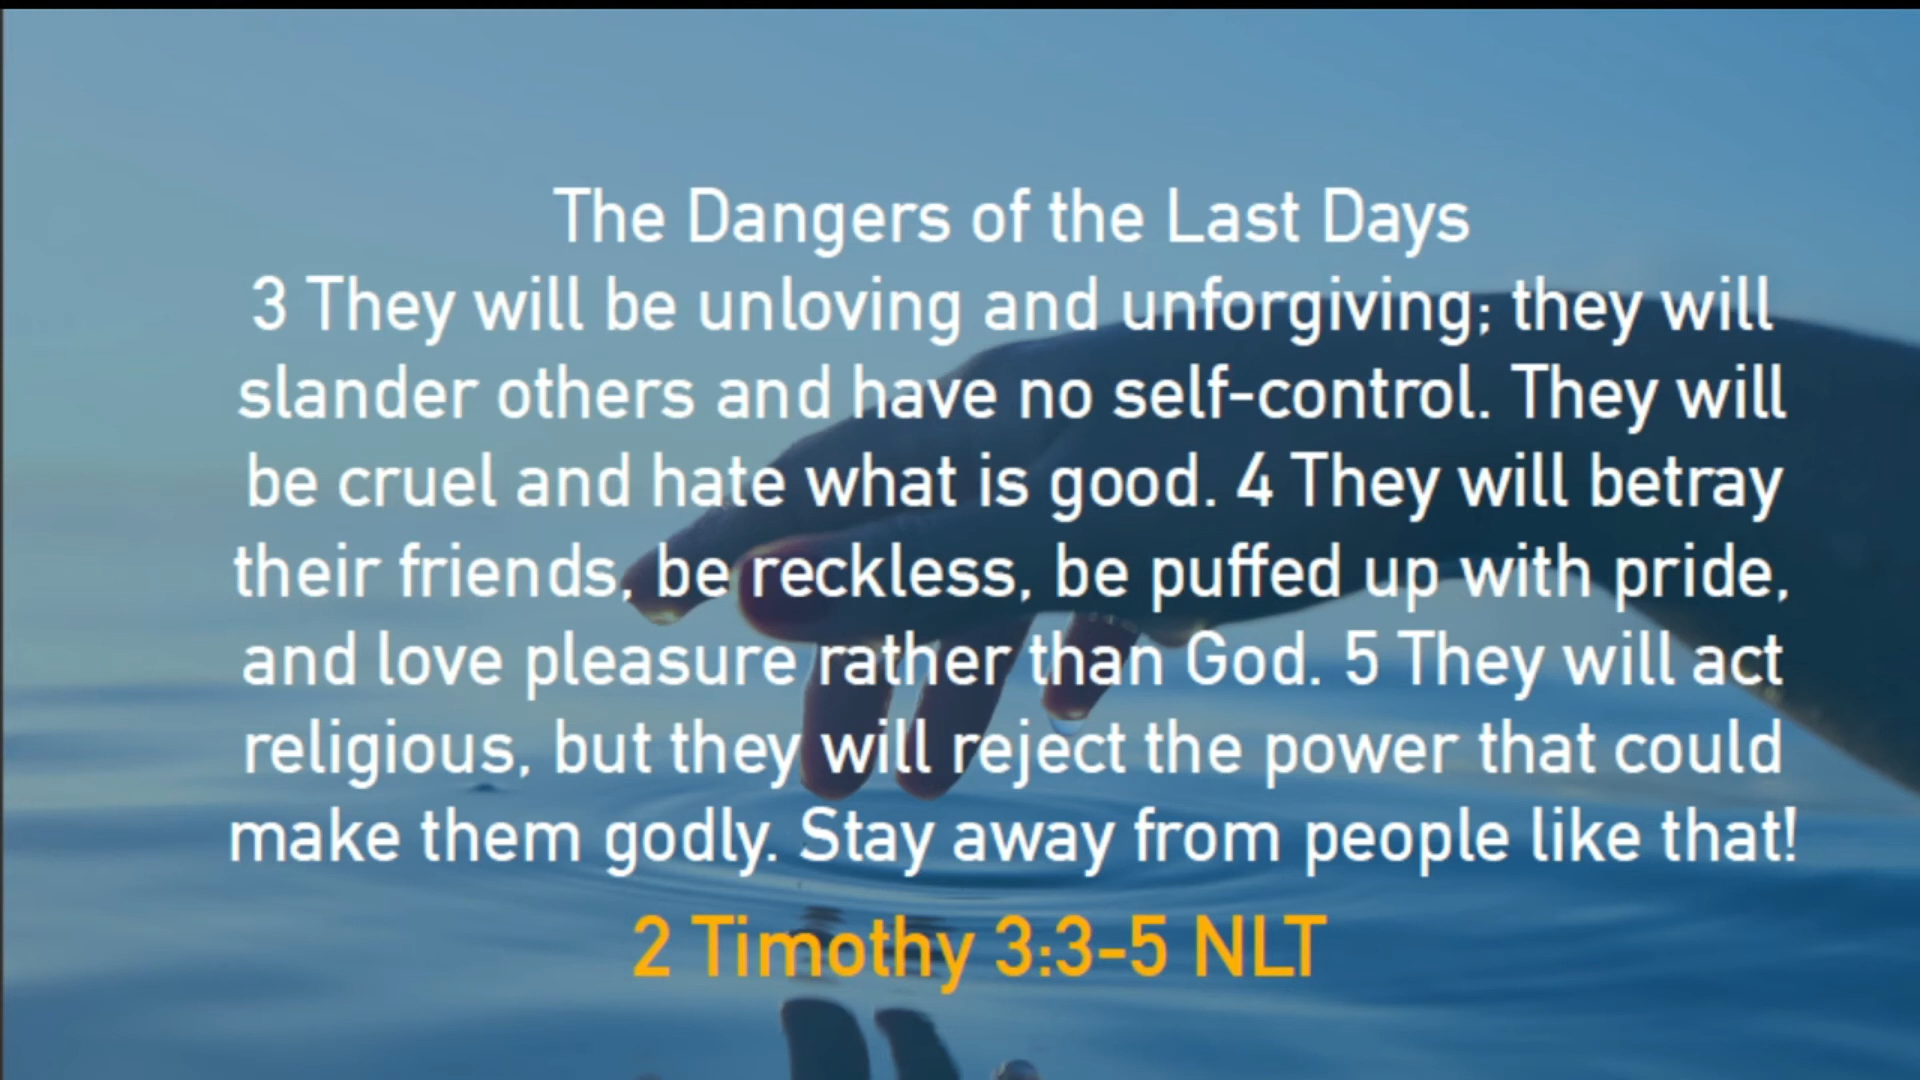 The Dangers of the Last Days
3 They will be unloving and unforgiving; they will
slander others and have no self-control. They will
be cruel and hate what is good. 4 They will betray
their friends, be reckless, be puffed up with pride,
and love pleasure rather than God. 5 They will act
religious, but they will reject the power that could
make them godly. Stay away from people like that!
2 Timothy 3:3-5 NLT